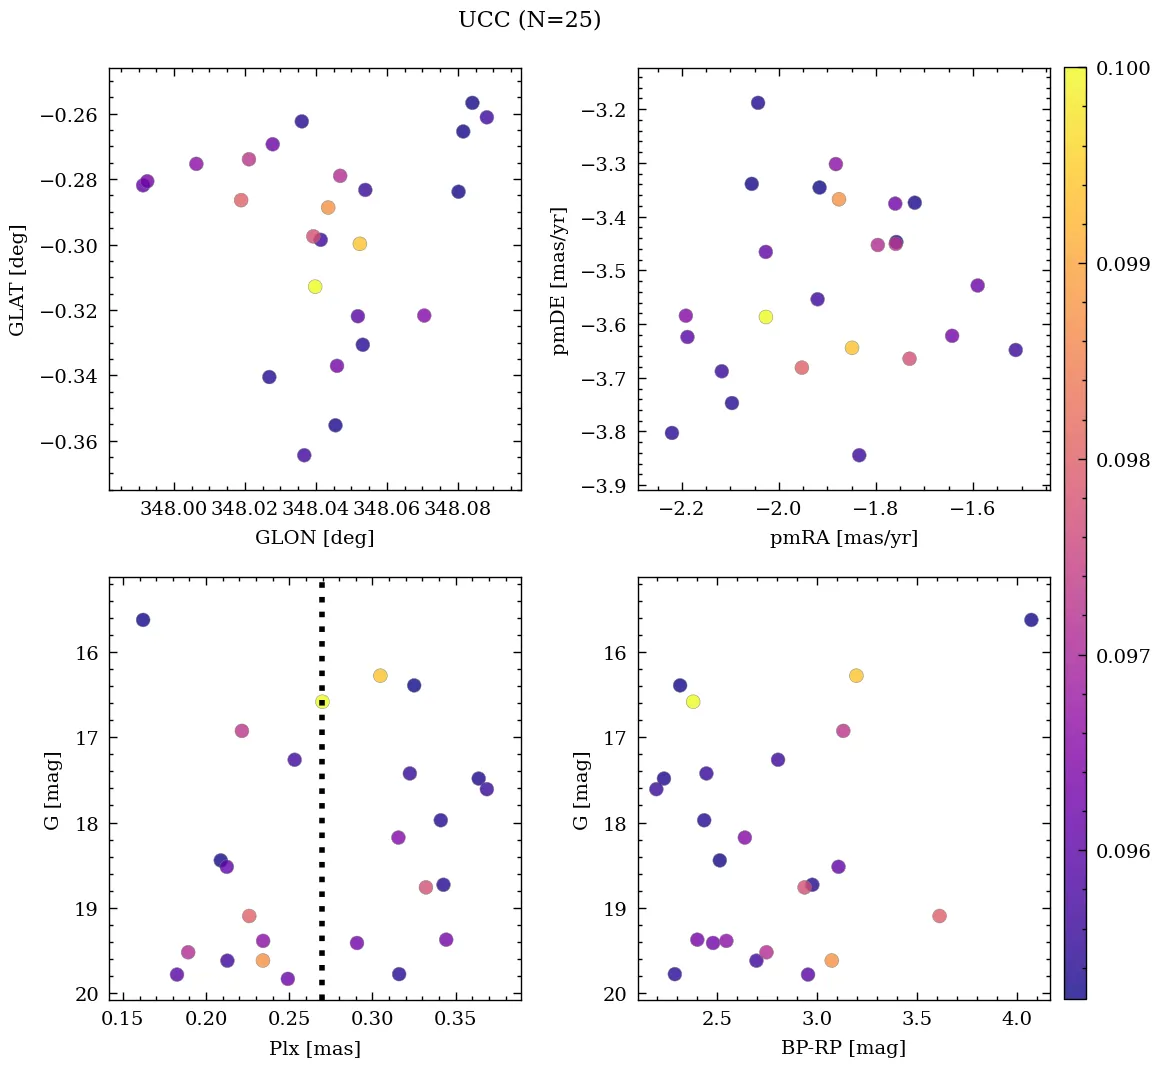 UCC (N=25)
−0.26
−0.28
−0.30
−0.32
−0.34
−0.36
GLAT [deg]
348.00 348.02 348.04 348.06 348.08
GLON [deg]
−3.2
−3.3
−3.4
−3.5
−3.6
−3.7
−3.8
−3.9
pmDE [mas/yr]
−2.2 −2.0 −1.8 −1.6
pmRA [mas/yr]
0.100
0.099
0.098
0.097
0.096
16
17
18
19
20
G [mag]
0.15 0.20 0.25 0.30 0.35
Plx [mas]
16
17
18
19
20
G [mag]
2.5 3.0 3.5 4.0
BP-RP [mag]